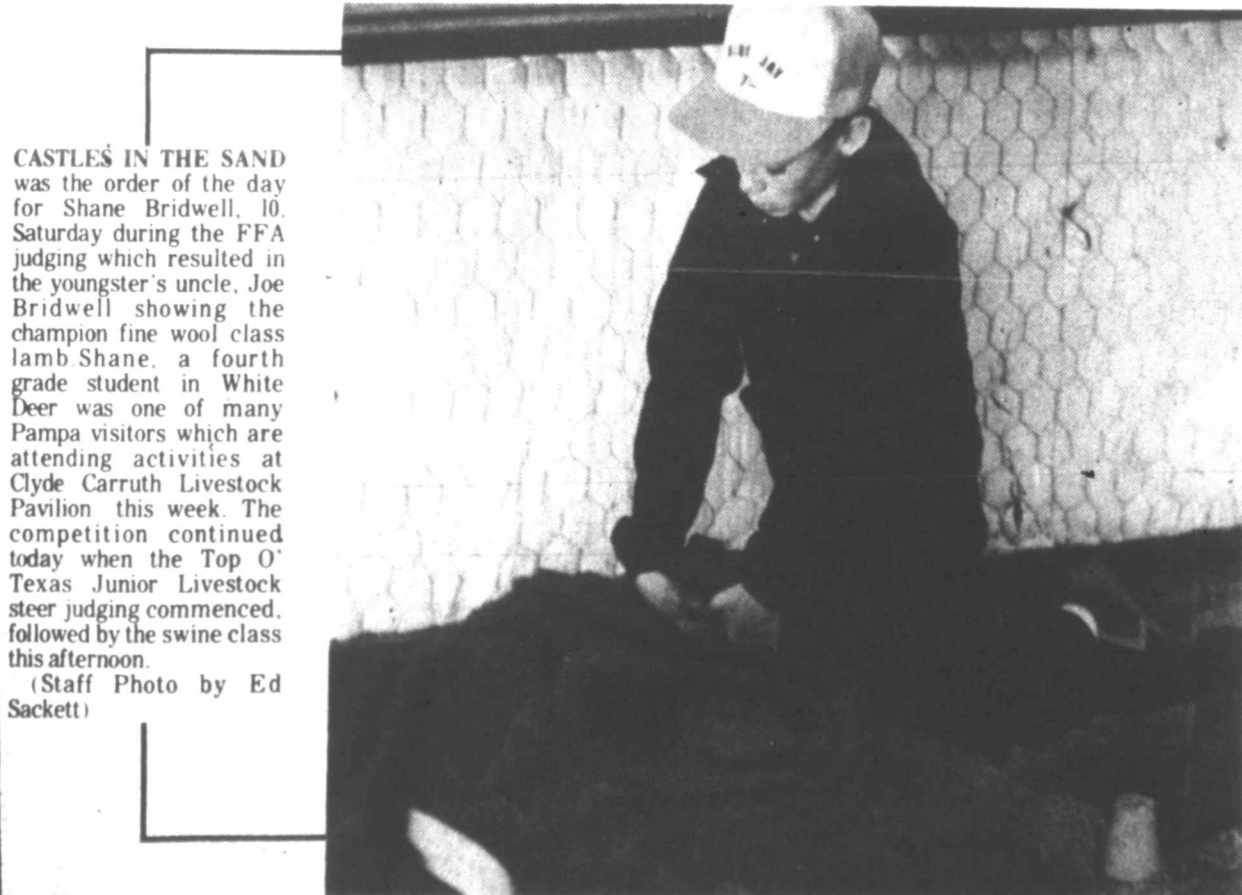 CASTLES IN THE SAND
was the order of the day
for Shane Bridwell, 10,
Saturday during the FFA
judging which resulted in
the youngster's uncle, Joe
Bridwell showing the
champion fine wool class
lamb. Shane, a fourth
grade student in White
Deer was one of many
Pampa visitors which are
attending activities at
Clyde Carruth Livestock
Pavilion this week. The
competition continued
today when the Top O'
Texas Junior Livestock
steer judging commenced,
followed by the swine class
this afternoon.
(Staff Photo by Ed
Sackett)
JAY